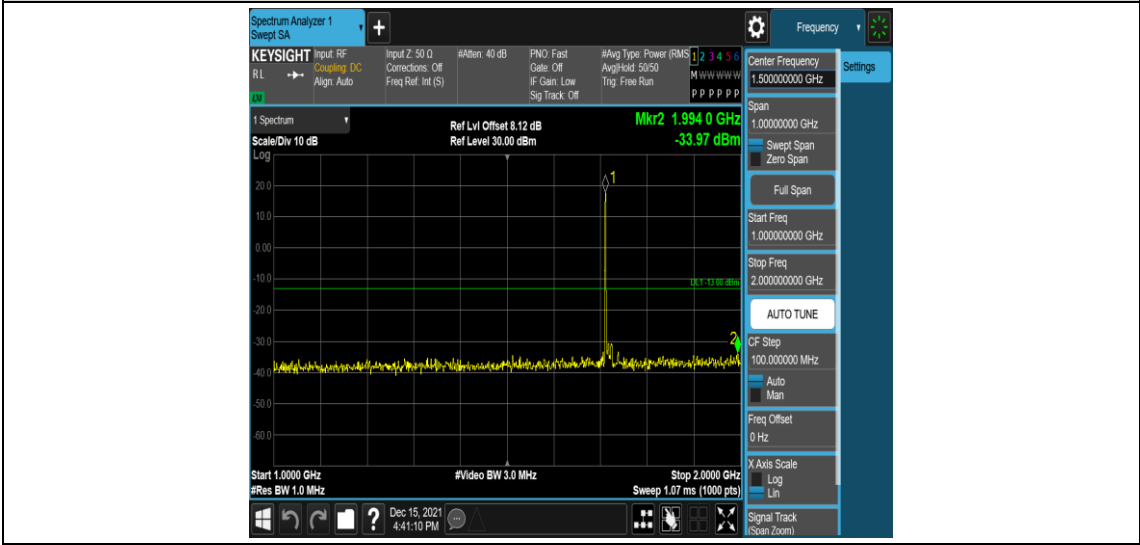 Spectrum Analyzer 1
Swept SA
+
Frequency
KEYSIGHT
RL
LM
Input: RF
Coupling: DC
Align: Auto
Input Z: 50 Ω
Corrections: Off
Freq Ref: Int (S)
#Atten: 40 dB
PNO: Fast
Gate: Off
IF Gain: Low
Sig Track: Off
#Avg Type: Power (RMS
Avg|Hold: 50/50
Trig: Free Run
1 2 3 4 5 6
M W W W W W
P P P P P P
1 Spectrum
Scale/Div 10 dB
Log
Ref Lvl Offset 8.12 dB
Ref Level 30.00 dBm
Mkr2 1.994 0 GHz
-33.97 dBm
1
20.0
10.0
0.00
-10.0
DL1 -13.00 dBm
-20.0
-30.0
2
-40.0
-50.0
-60.0
Start 1.0000 GHz
#Video BW 3.0 MHz
Stop 2.0000 GHz
#Res BW 1.0 MHz
Sweep 1.07 ms (1000 pts)
?
Dec 15, 2021
4:41:10 PM
Center Frequency
1.500000000 GHz
Settings
Span
1.00000000 GHz
Swept Span
Zero Span
Full Span
Start Freq
1.000000000 GHz
Stop Freq
2.000000000 GHz
AUTO TUNE
CF Step
100.000000 MHz
Auto
Man
Freq Offset
0 Hz
X Axis Scale
Log
Lin
Signal Track
(Span Zoom)